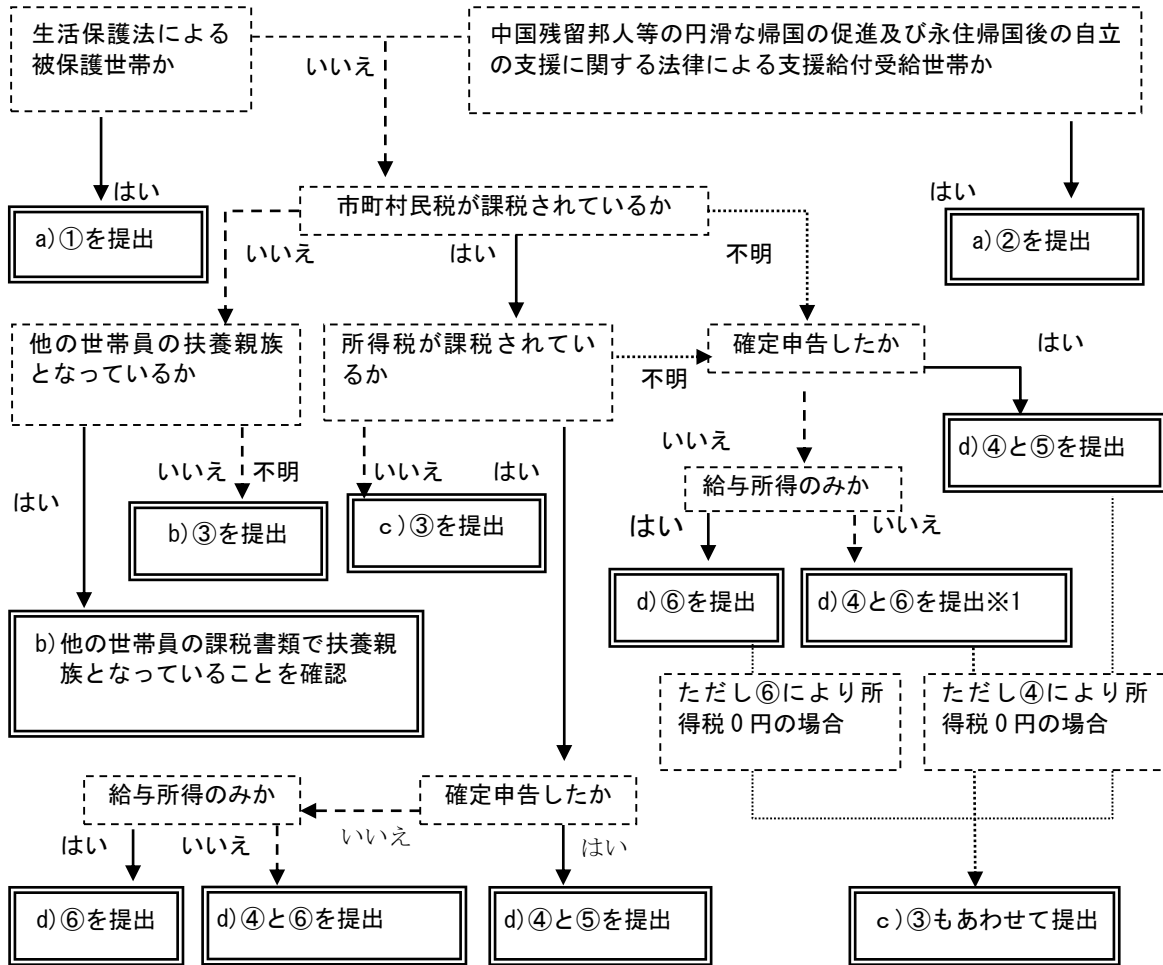 生活保護法による
被保護世帯か
いいえ
中国残留邦人等の円滑な帰国の促進及び永住帰国後の自立
の支援に関する法律による支援給付受給世帯か
はい
はい
a)①を提出
市町村民税が課税されているか
a)②を提出
いいえ
はい
不明
他の世帯員の扶養親族
となっているか
所得税が課税されてい
るか
不明
確定申告したか
はい
はい
いいえ
不明
いいえ
はい
いいえ
d)④と⑤を提出
b)③を提出
c)③を提出
給与所得のみか
はい
いいえ
d)⑥を提出
d)④と⑥を提出※1
b)他の世帯員の課税書類で扶養親
族となっていることを確認
ただし⑥により所
得税0円の場合
ただし④により所
得税0円の場合
給与所得のみか
いいえ
確定申告したか
はい
いいえ
はい
d)⑥を提出
d)④と⑥を提出
d)④と⑤を提出
c)③もあわせて提出